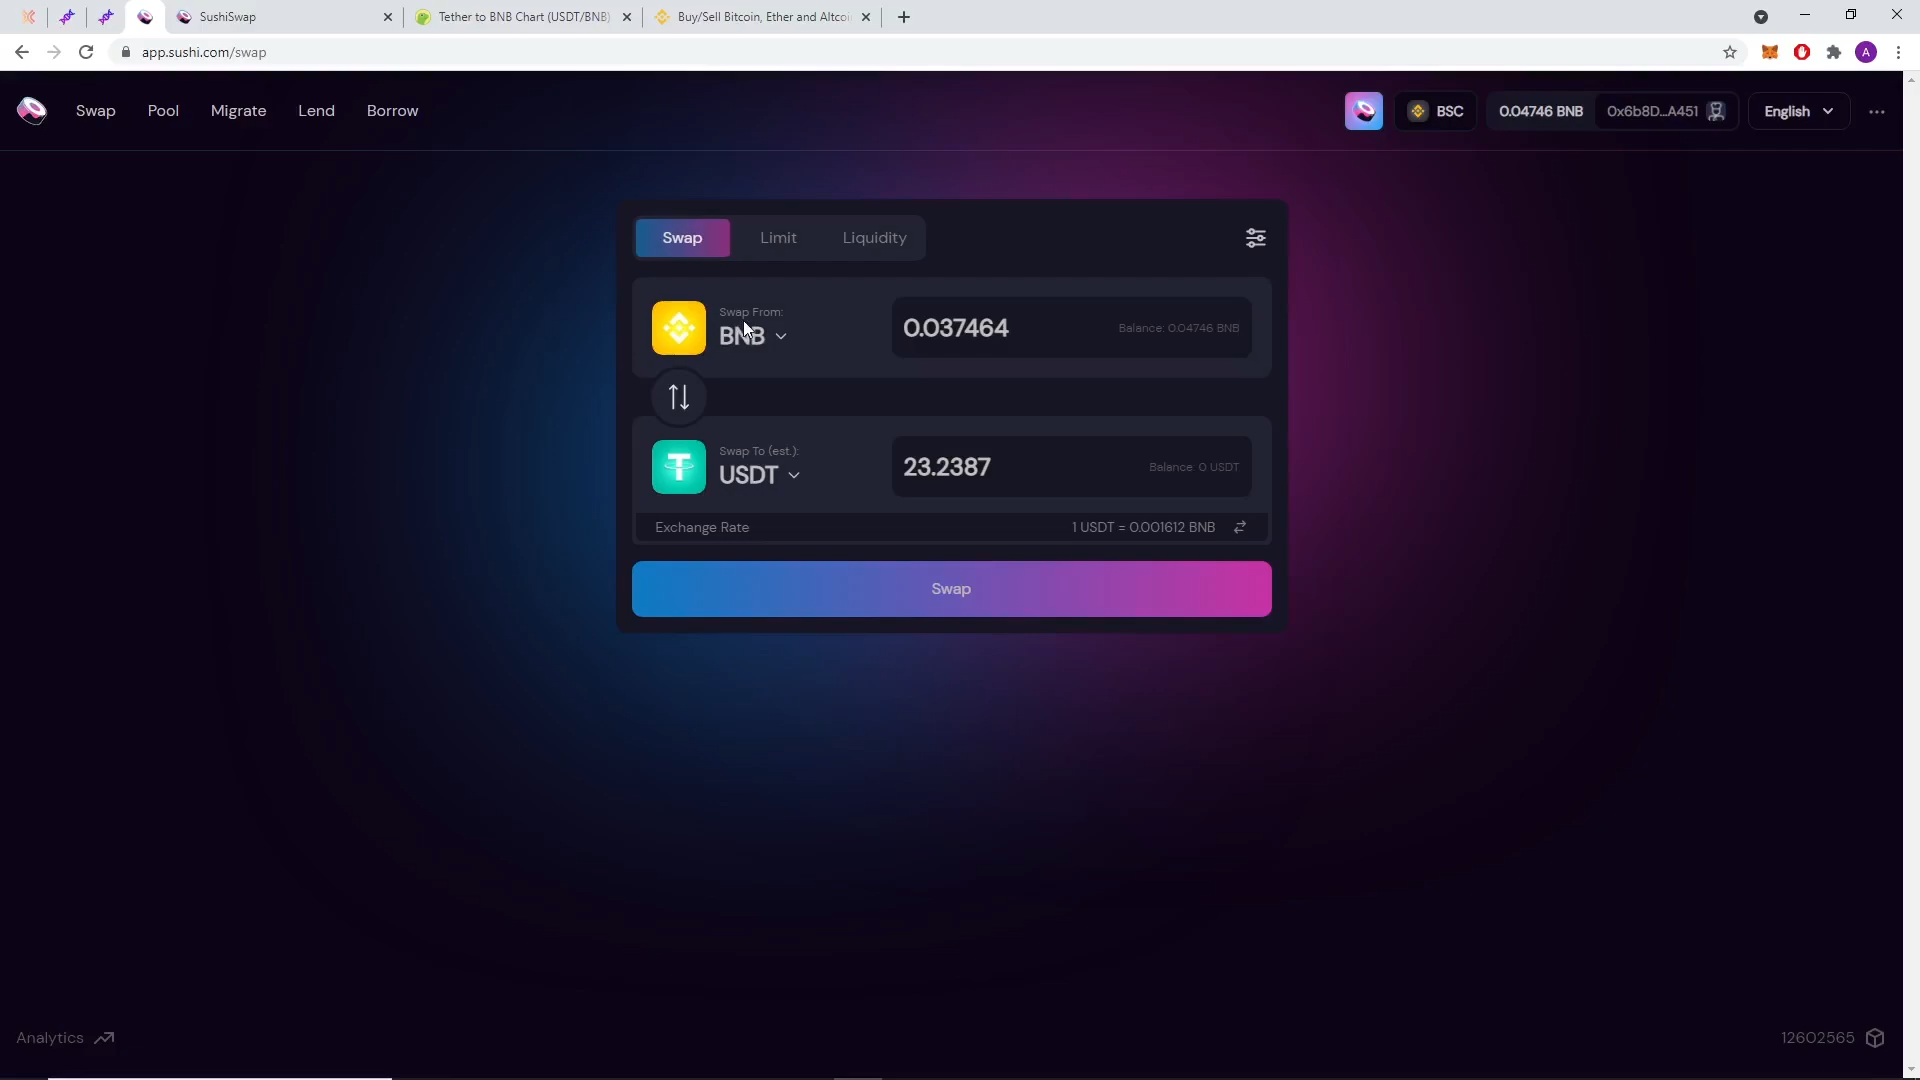 SushiSwap
Tether to BNB Chart (USDT/BNB)
Buy/Sell Bitcoin, Ether and Altcoi
app.sushi.com/swap
A
Swap Pool Migrate Lend Borrow
BSC 0.04746 BNB 0x6b8D...A451 English
Swap Limit Liquidity
Swap From:
BNB
0.037464
Balance: 0.04746 BNB
Swap To (est.):
USDT
23.2387
Balance: 0 USDT
Exchange Rate 1 USDT = 0.001612 BNB
Swap
Analytics 12602565